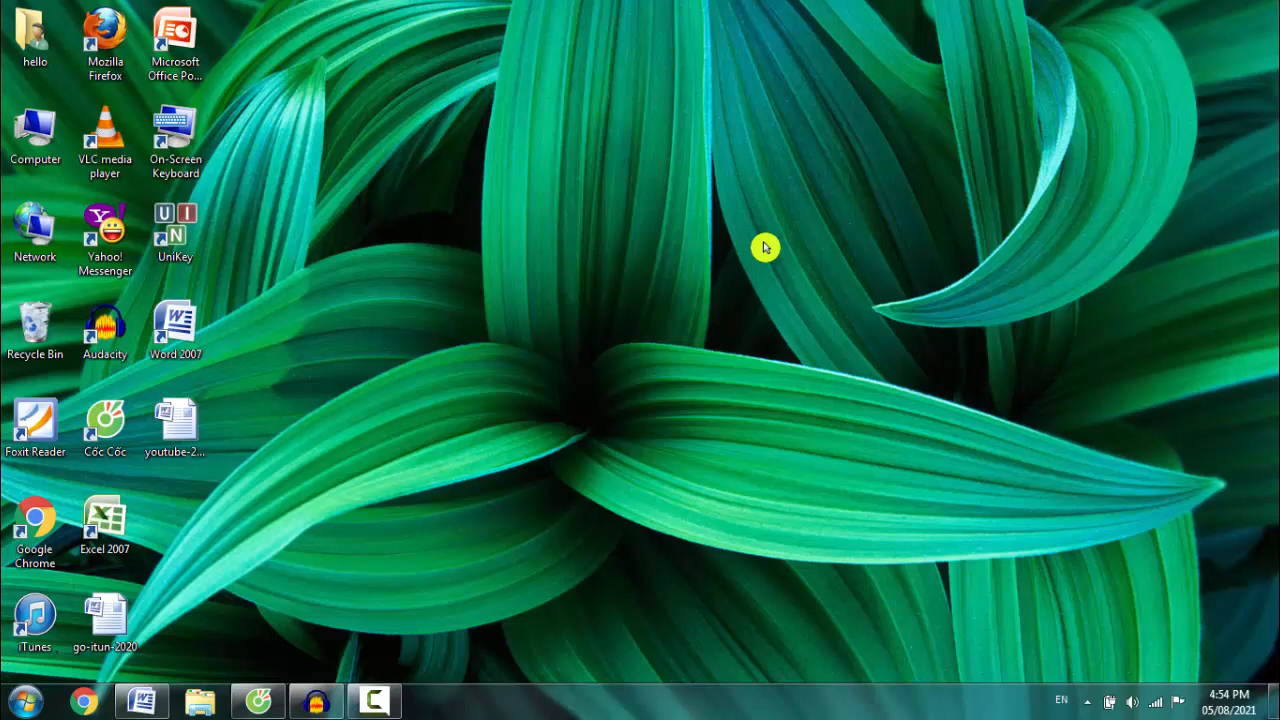 hello
Mozilla
Firefox
Microsoft
Office Po...
Computer
VLC media
player
On-Screen
Keyboard
Network
Yahoo!
Messenger
U I
N
UniKey
Recycle Bin
Audacity
Word 2007
Foxit Reader
Cốc Cốc
youtube-2...
Google
Chrome
Excel 2007
iTunes
go-itun-2020
EN
4:54 PM
05/08/2021